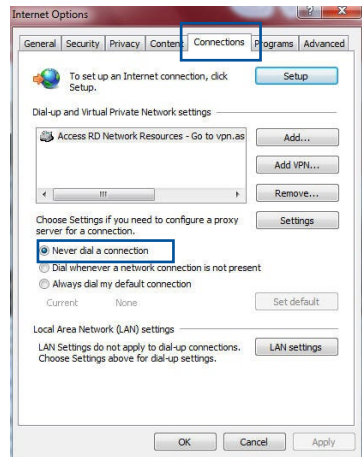 Internet Options
General Security Privacy Content Connections Programs Advanced
To set up an Internet connection, click
Setup.
Setup
Dial-up and Virtual Private Network settings
Access RD Network Resources - Go to vpn.as
Add...
Add VPN...
Remove...
Choose Settings if you need to configure a proxy
server for a connection.
Settings
Never dial a connection
Dial whenever a network connection is not present
Always dial my default connection
Current None
Set default
Local Area Network (LAN) settings
LAN Settings do not apply to dial-up connections.
Choose Settings above for dial-up settings.
LAN settings
OK Cancel Apply